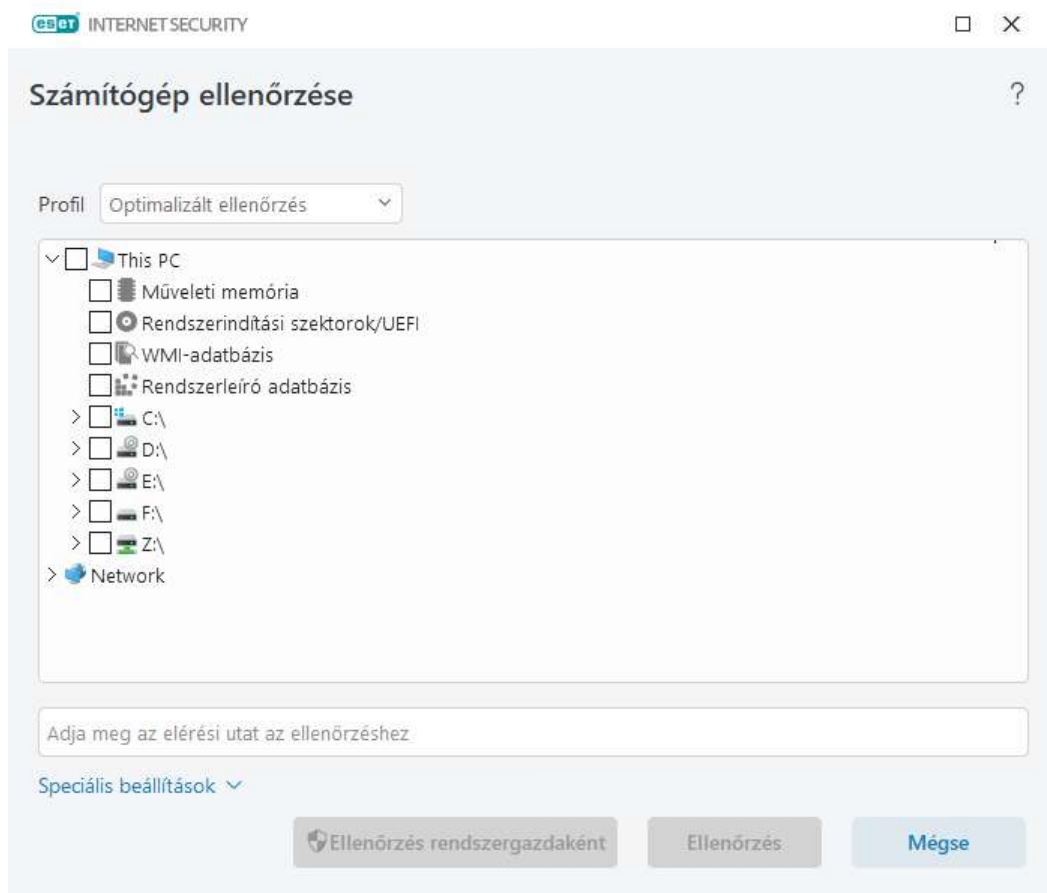 eset INTERNET SECURITY
Számítógép ellenőrzése
?
Profil Optimalizált ellenőrzés
This PC
Műveleti memória
Rendszerindítási szektorok/UEFI
WMI-adatbázis
Rendszerleíró adatbázis
C:\
D:\
E:\
F:\
Z:\
Network
Adja meg az elérési utat az ellenőrzéshez
Speciális beállítások
Ellenőrzés rendszergazdaként Ellenőrzés Mégse